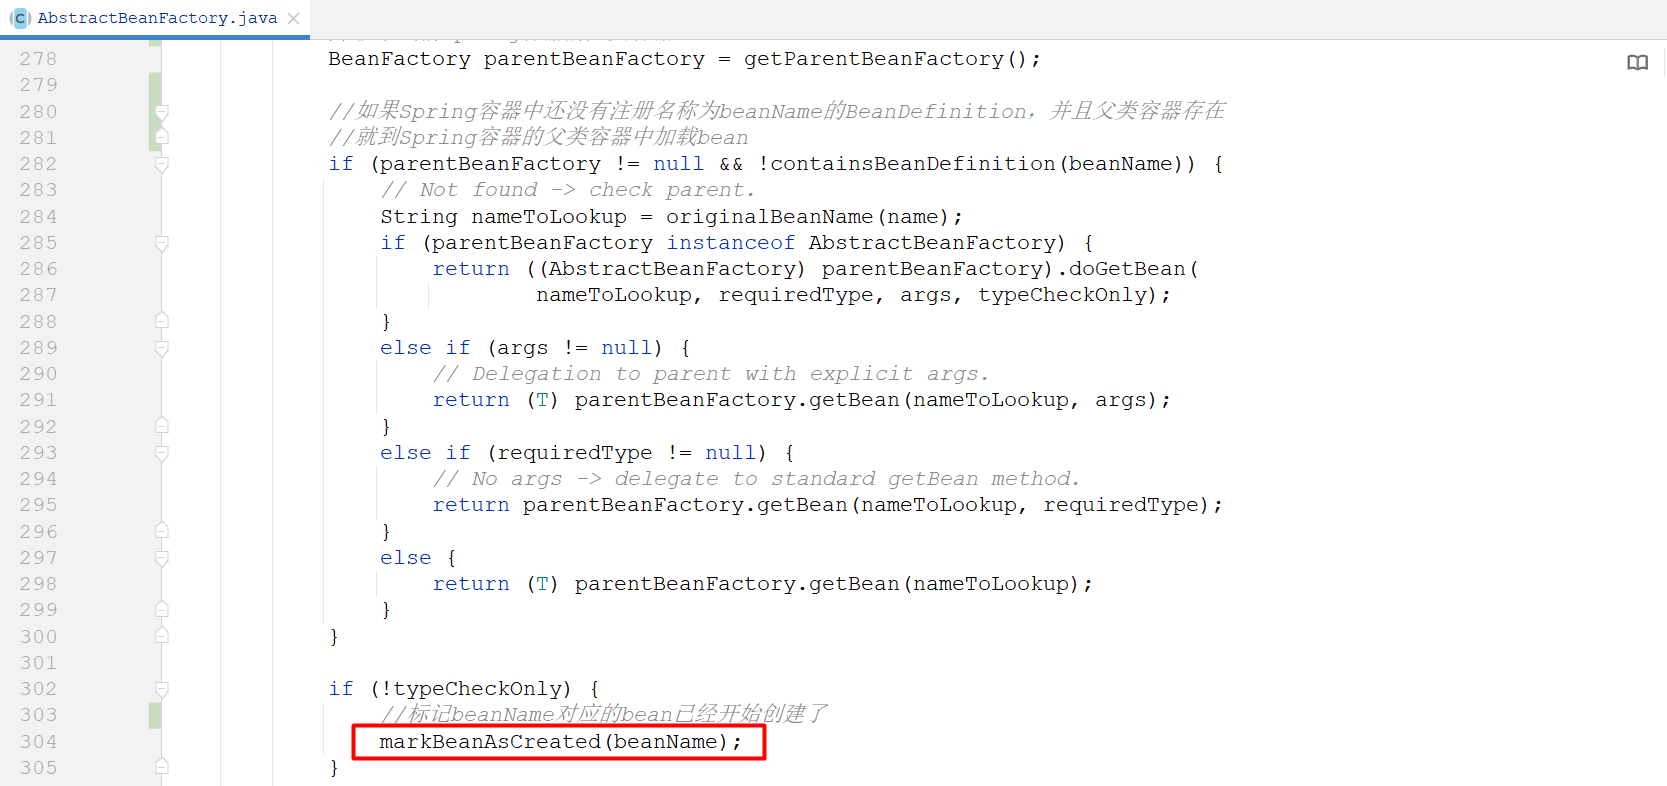 AbstractBeanFactory.java
278 BeanFactory parentBeanFactory = getParentBeanFactory();
279
280 //如果Spring容器中还没有注册名称为beanName的BeanDefinition，并且父类容器存在
281 //就到Spring容器的父类容器中加载bean
282 if (parentBeanFactory != null && !containsBeanDefinition(beanName)) {
283 // Not found -> check parent.
284 String nameToLookup = originalBeanName(name);
285 if (parentBeanFactory instanceof AbstractBeanFactory) {
286 return ((AbstractBeanFactory) parentBeanFactory).doGetBean(
287 nameToLookup, requiredType, args, typeCheckOnly);
288 }
289 else if (args != null) {
290 // Delegation to parent with explicit args.
291 return (T) parentBeanFactory.getBean(nameToLookup, args);
292 }
293 else if (requiredType != null) {
294 // No args -> delegate to standard getBean method.
295 return parentBeanFactory.getBean(nameToLookup, requiredType);
296 }
297 else {
298 return (T) parentBeanFactory.getBean(nameToLookup);
299 }
300 }
301
302 if (!typeCheckOnly) {
303 //标记beanName对应的bean已经开始创建了
304 markBeanAsCreated(beanName);
305 }